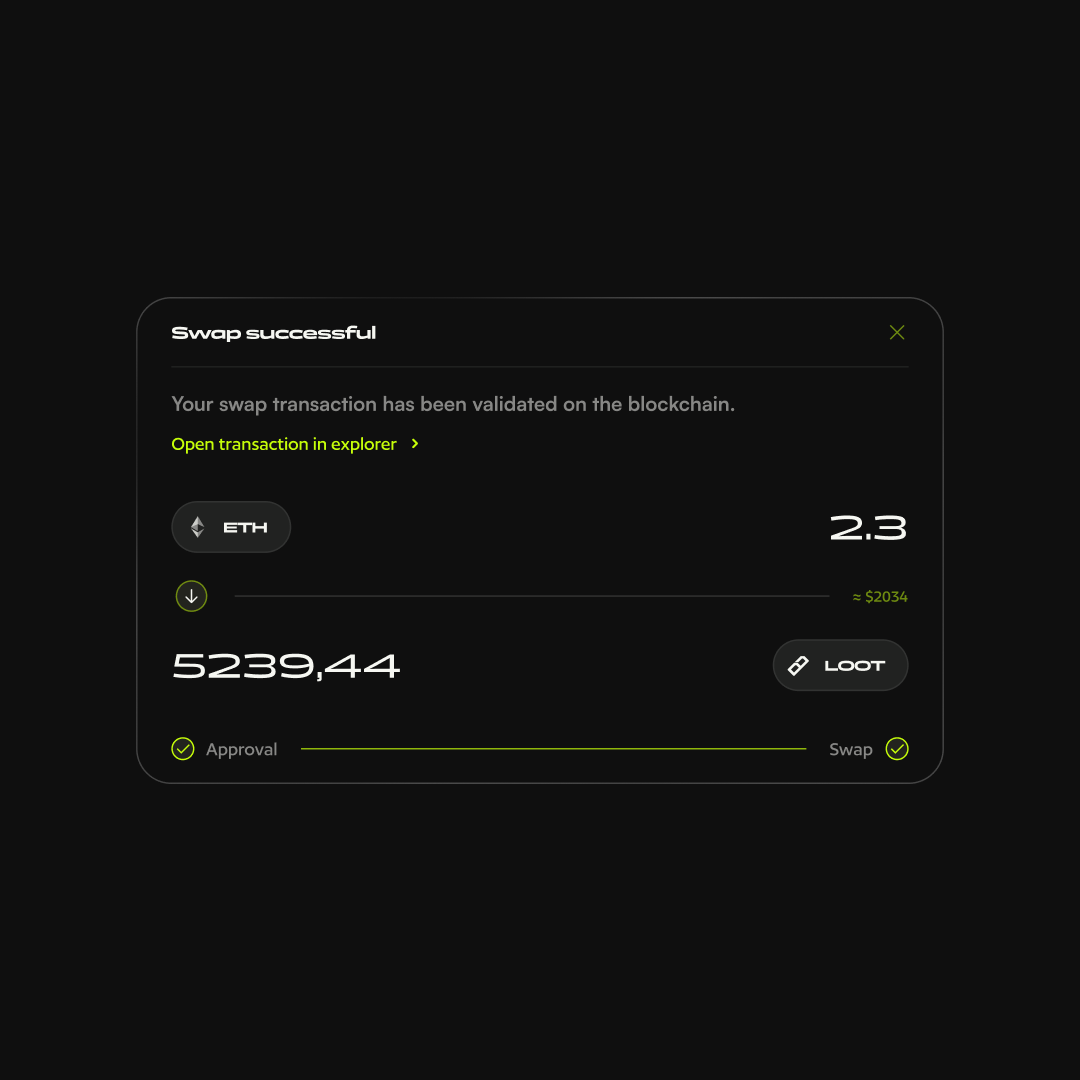 Swap successful
Your swap transaction has been validated on the blockchain.
Open transaction in explorer
ETH 2.3
≈ $2034
5239,44 LOOT
Approval Swap